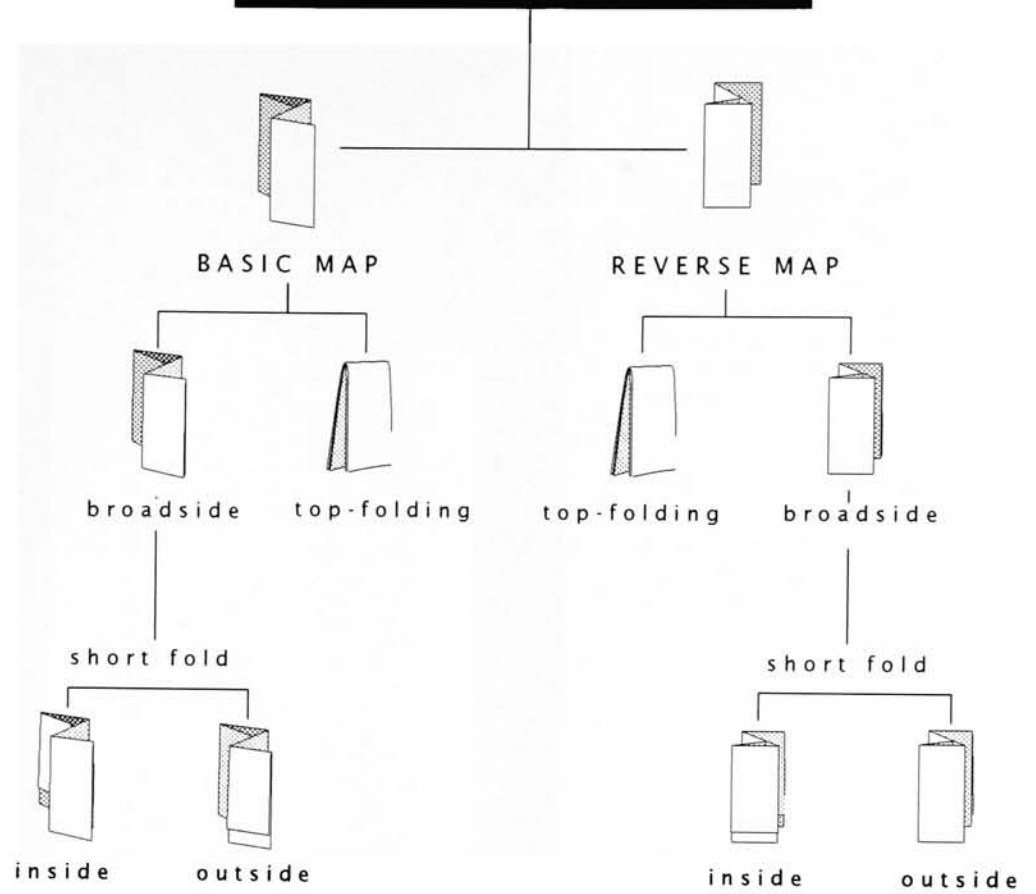 BASIC MAP
REVERSE MAP
broadside
top-folding
top-folding
broadside
short fold
short fold
inside
outside
inside
outside